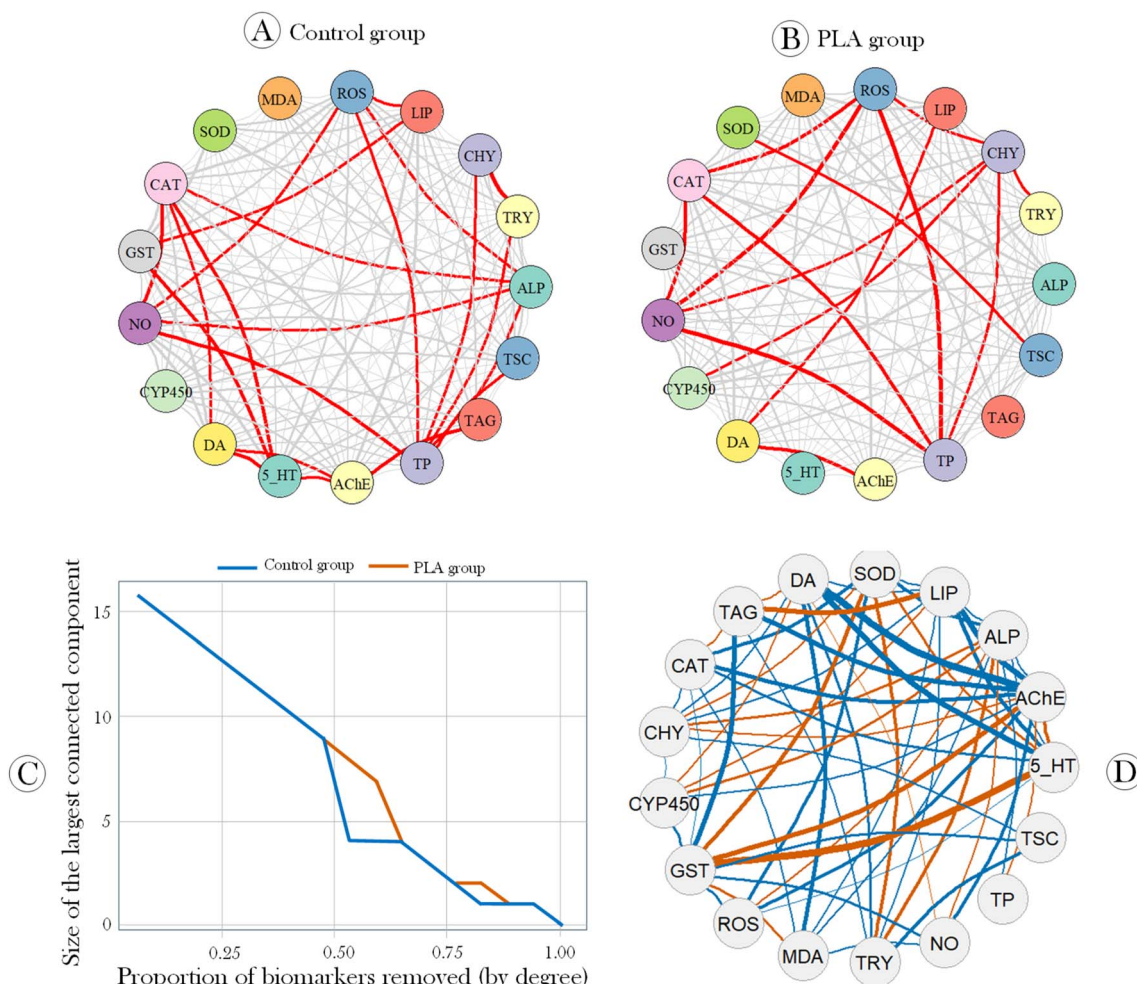 A Control group
B PLA group
ROS
MDA
LIP
SOD
CHY
CAT
TRY
GST
ALP
NO
TSC
CYP450
TAG
DA
TP
5_HT
AChE
ROS
MDA
LIP
SOD
CHY
CAT
TRY
GST
ALP
NO
TSC
CYP450
TAG
DA
TP
5_HT
AChE
C
Control group
PLA group
Size of the largest connected component
15
10
5
0
0.25 0.50 0.75 1.00
Proportion of biomarkers removed (by degree)
D
SOD
DA
LIP
TAG
ALP
CAT
AChE
CHY
5_HT
CYP450
TSC
GST
TP
ROS
NO
MDA
TRY